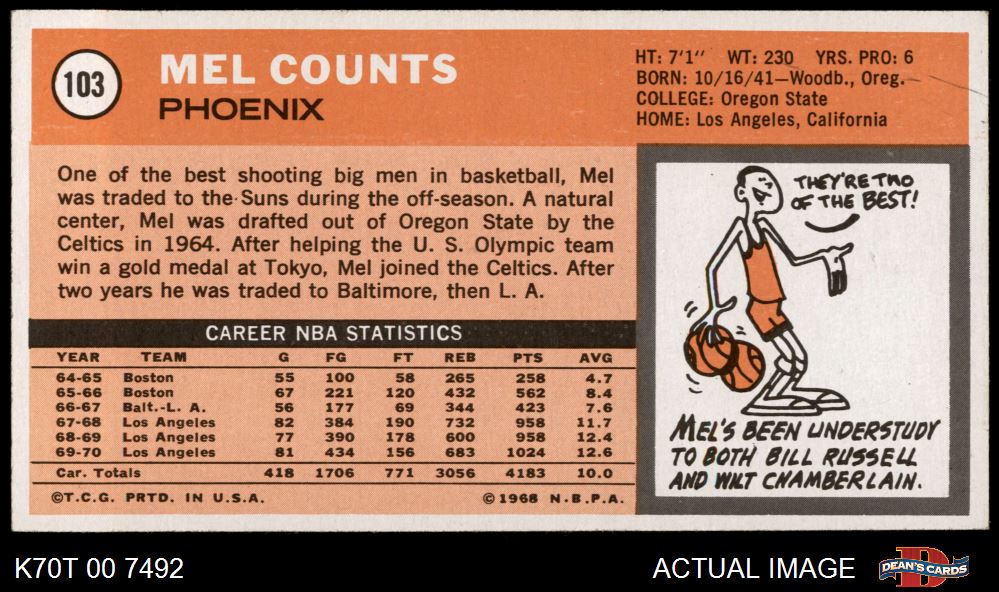 103
MEL COUNTS
PHOENIX
HT: 7'1" WT: 230 YRS. PRO: 6
BORN: 10/16/41—Woodb., Oreg.
COLLEGE: Oregon State
HOME: Los Angeles, California
One of the best shooting big men in basketball, Mel
was traded to the Suns during the off-season. A natural
center, Mel was drafted out of Oregon State by the
Celtics in 1964. After helping the U. S. Olympic team
win a gold medal at Tokyo, Mel joined the Celtics. After
two years he was traded to Baltimore, then L. A.
CAREER NBA STATISTICS
YEAR TEAM G FG FT REB PTS AVG
64-65 Boston 55 100 58 265 258 4.7
65-66 Boston 67 221 120 432 562 8.4
66-67 Balt.-L. A. 56 177 69 344 423 7.6
67-68 Los Angeles 82 384 190 732 958 11.7
68-69 Los Angeles 77 390 178 600 958 12.4
69-70 Los Angeles 81 434 156 683 1024 12.6
Car. Totals 418 1706 771 3056 4183 10.0
©T.C.G. PRTD. IN U.S.A. ©1968 N.B.P.A.
THEY'RE TWO
OF THE BEST!
MEL'S BEEN UNDERSTUDY
TO BOTH BILL RUSSELL
AND WILT CHAMBERLAIN.
K70T 00 7492
ACTUAL IMAGE
D
DEAN'S CARDS